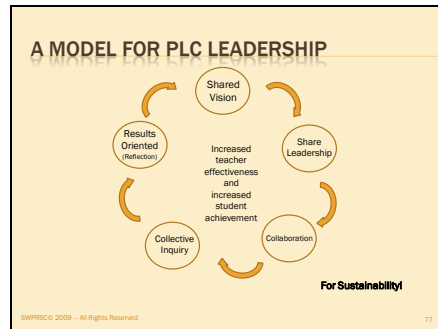 A MODEL FOR PLC LEADERSHIP
Shared
Vision
Share
Leadership
Collaboration
Collective
Inquiry
Results
Oriented
(Reflection)
Increased
teacher
effectiveness
and
increased
student
achievement
For Sustainability!
SWPRSC© 2009 – All Rights Reserved
77